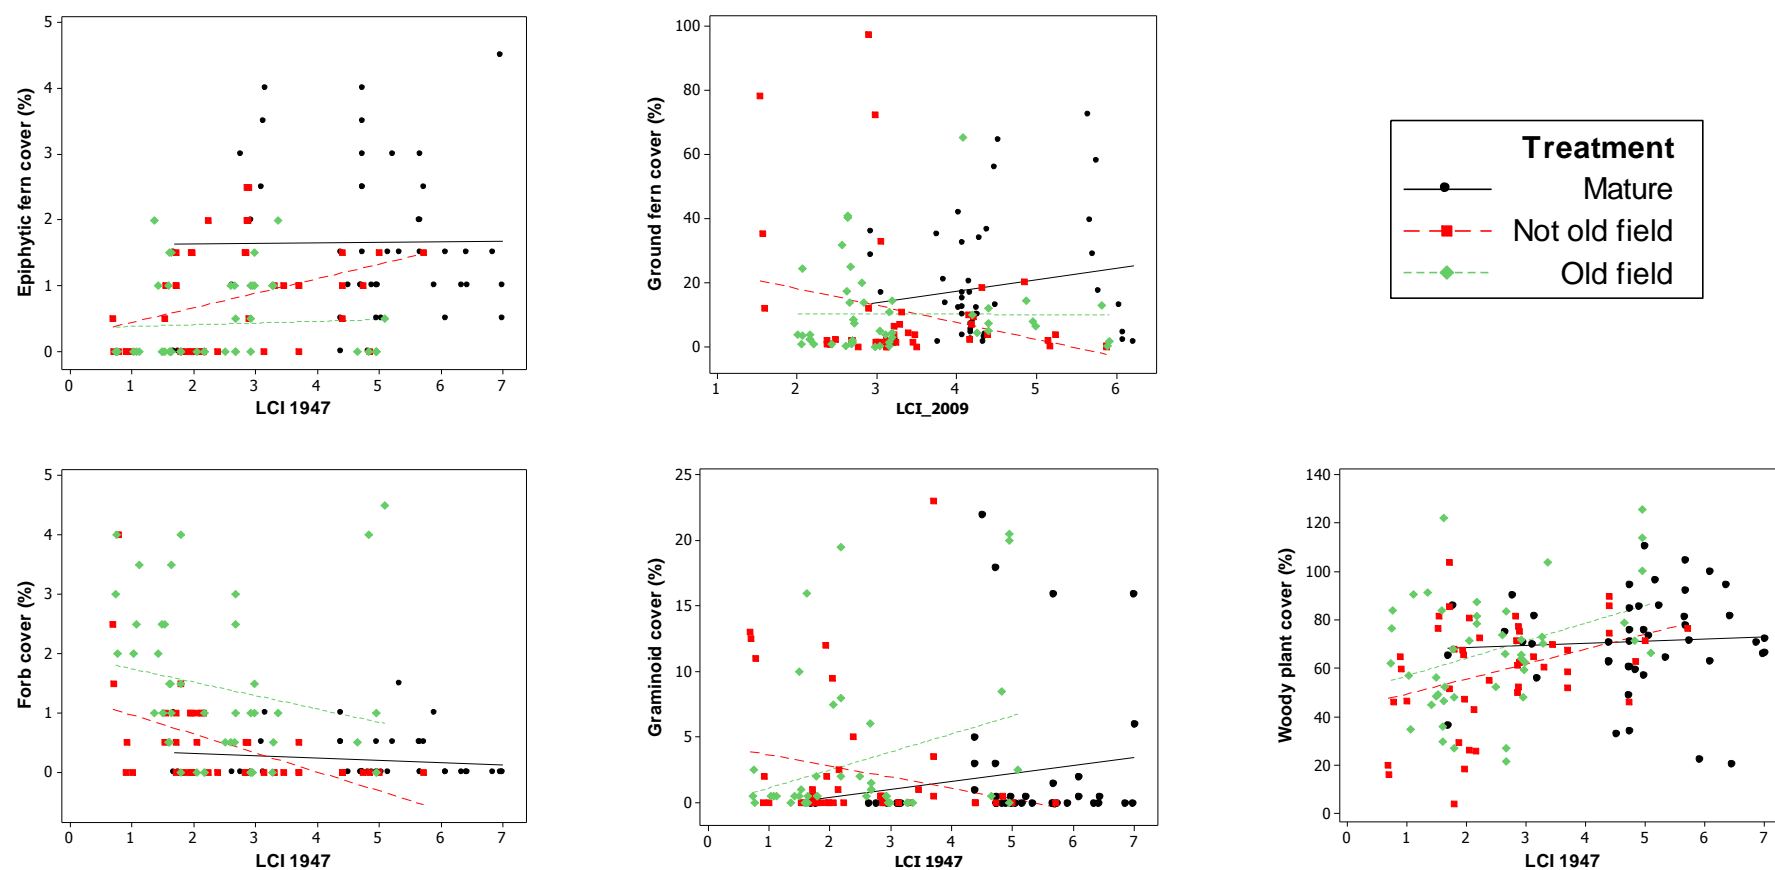 Epiphytic fern cover (%)
5
4
3
2
1
0
0 1 2 3 4 5 6 7
LCI 1947
Ground fern cover (%)
100
80
60
40
20
0
1 2 3 4 5 6
LCI_2009
Treatment
Mature
Not old field
Old field
Forb cover (%)
5
4
3
2
1
0
0 1 2 3 4 5 6 7
LCI 1947
Graminoid cover (%)
25
20
15
10
5
0
0 1 2 3 4 5 6 7
LCI 1947
Woody plant cover (%)
140
120
100
80
60
40
20
0
0 1 2 3 4 5 6 7
LCI 1947